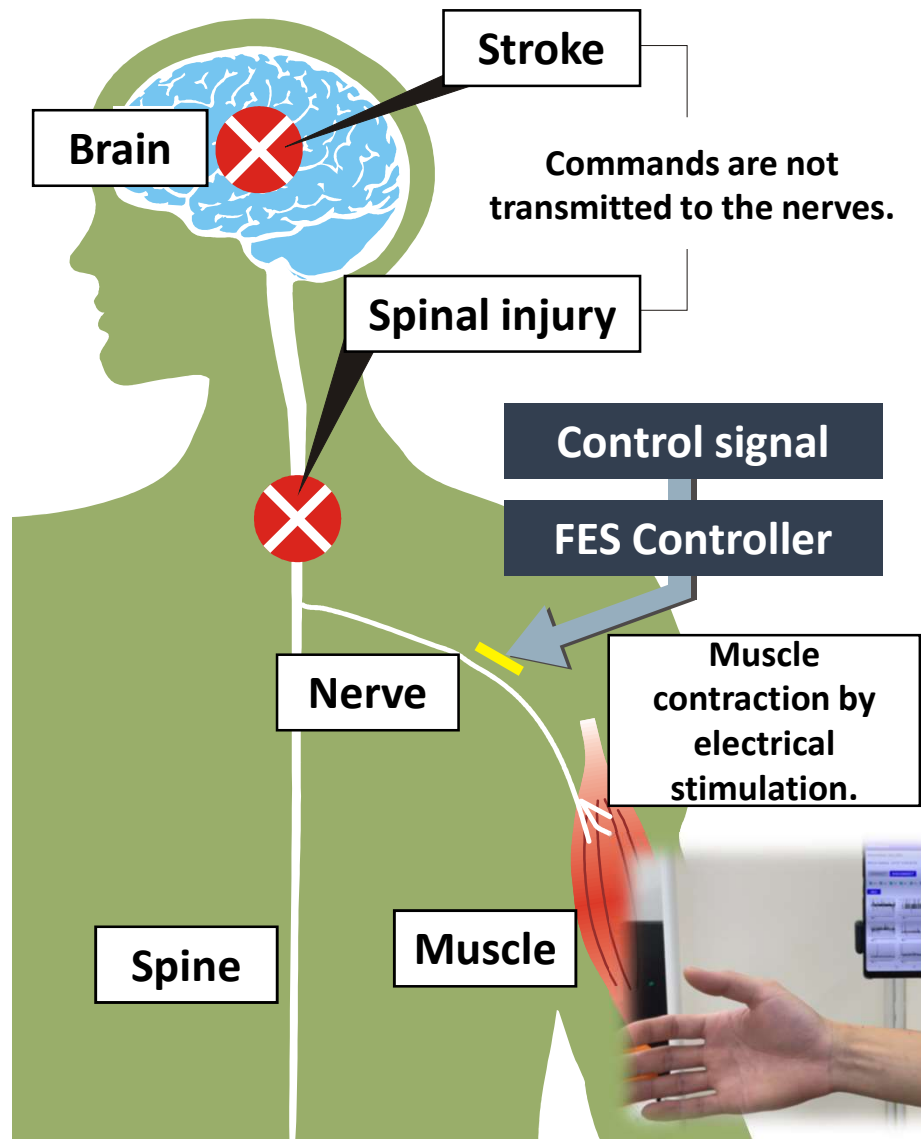 Stroke
Brain
Commands are not
transmitted to the nerves.
Spinal injury
Control signal
FES Controller
Muscle
contraction by
electrical
stimulation.
Nerve
Muscle
Spine